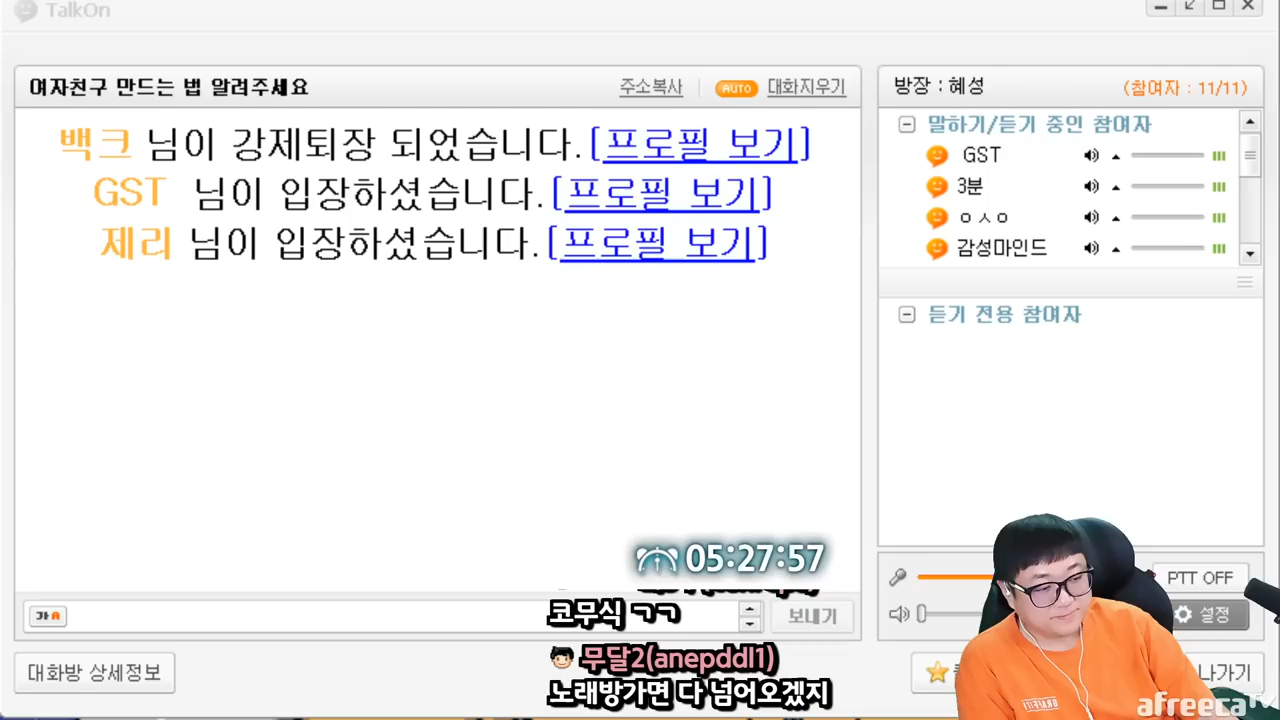 TalkOn
여자친구 만드는 법 알려주세요
주소복사
AUTO 대화지우기
백크 님이 강제퇴장 되었습니다.[프로필 보기]
GST 님이 입장하셨습니다.[프로필 보기]
제리 님이 입장하셨습니다.[프로필 보기]
방장 : 혜성
(참여자 : 11/11)
말하기/듣기 중인 참여자
GST
3분
ㅇㅅㅇ
감성마인드
듣기 전용 참여자
05:27:57
코무식 ㄱㄱ
무달2(anepddl1)
노래방가면 다 넘어오겠지
가A
보내기
대화방 상세정보
PTT OFF
설정
나가기
afreecaTV